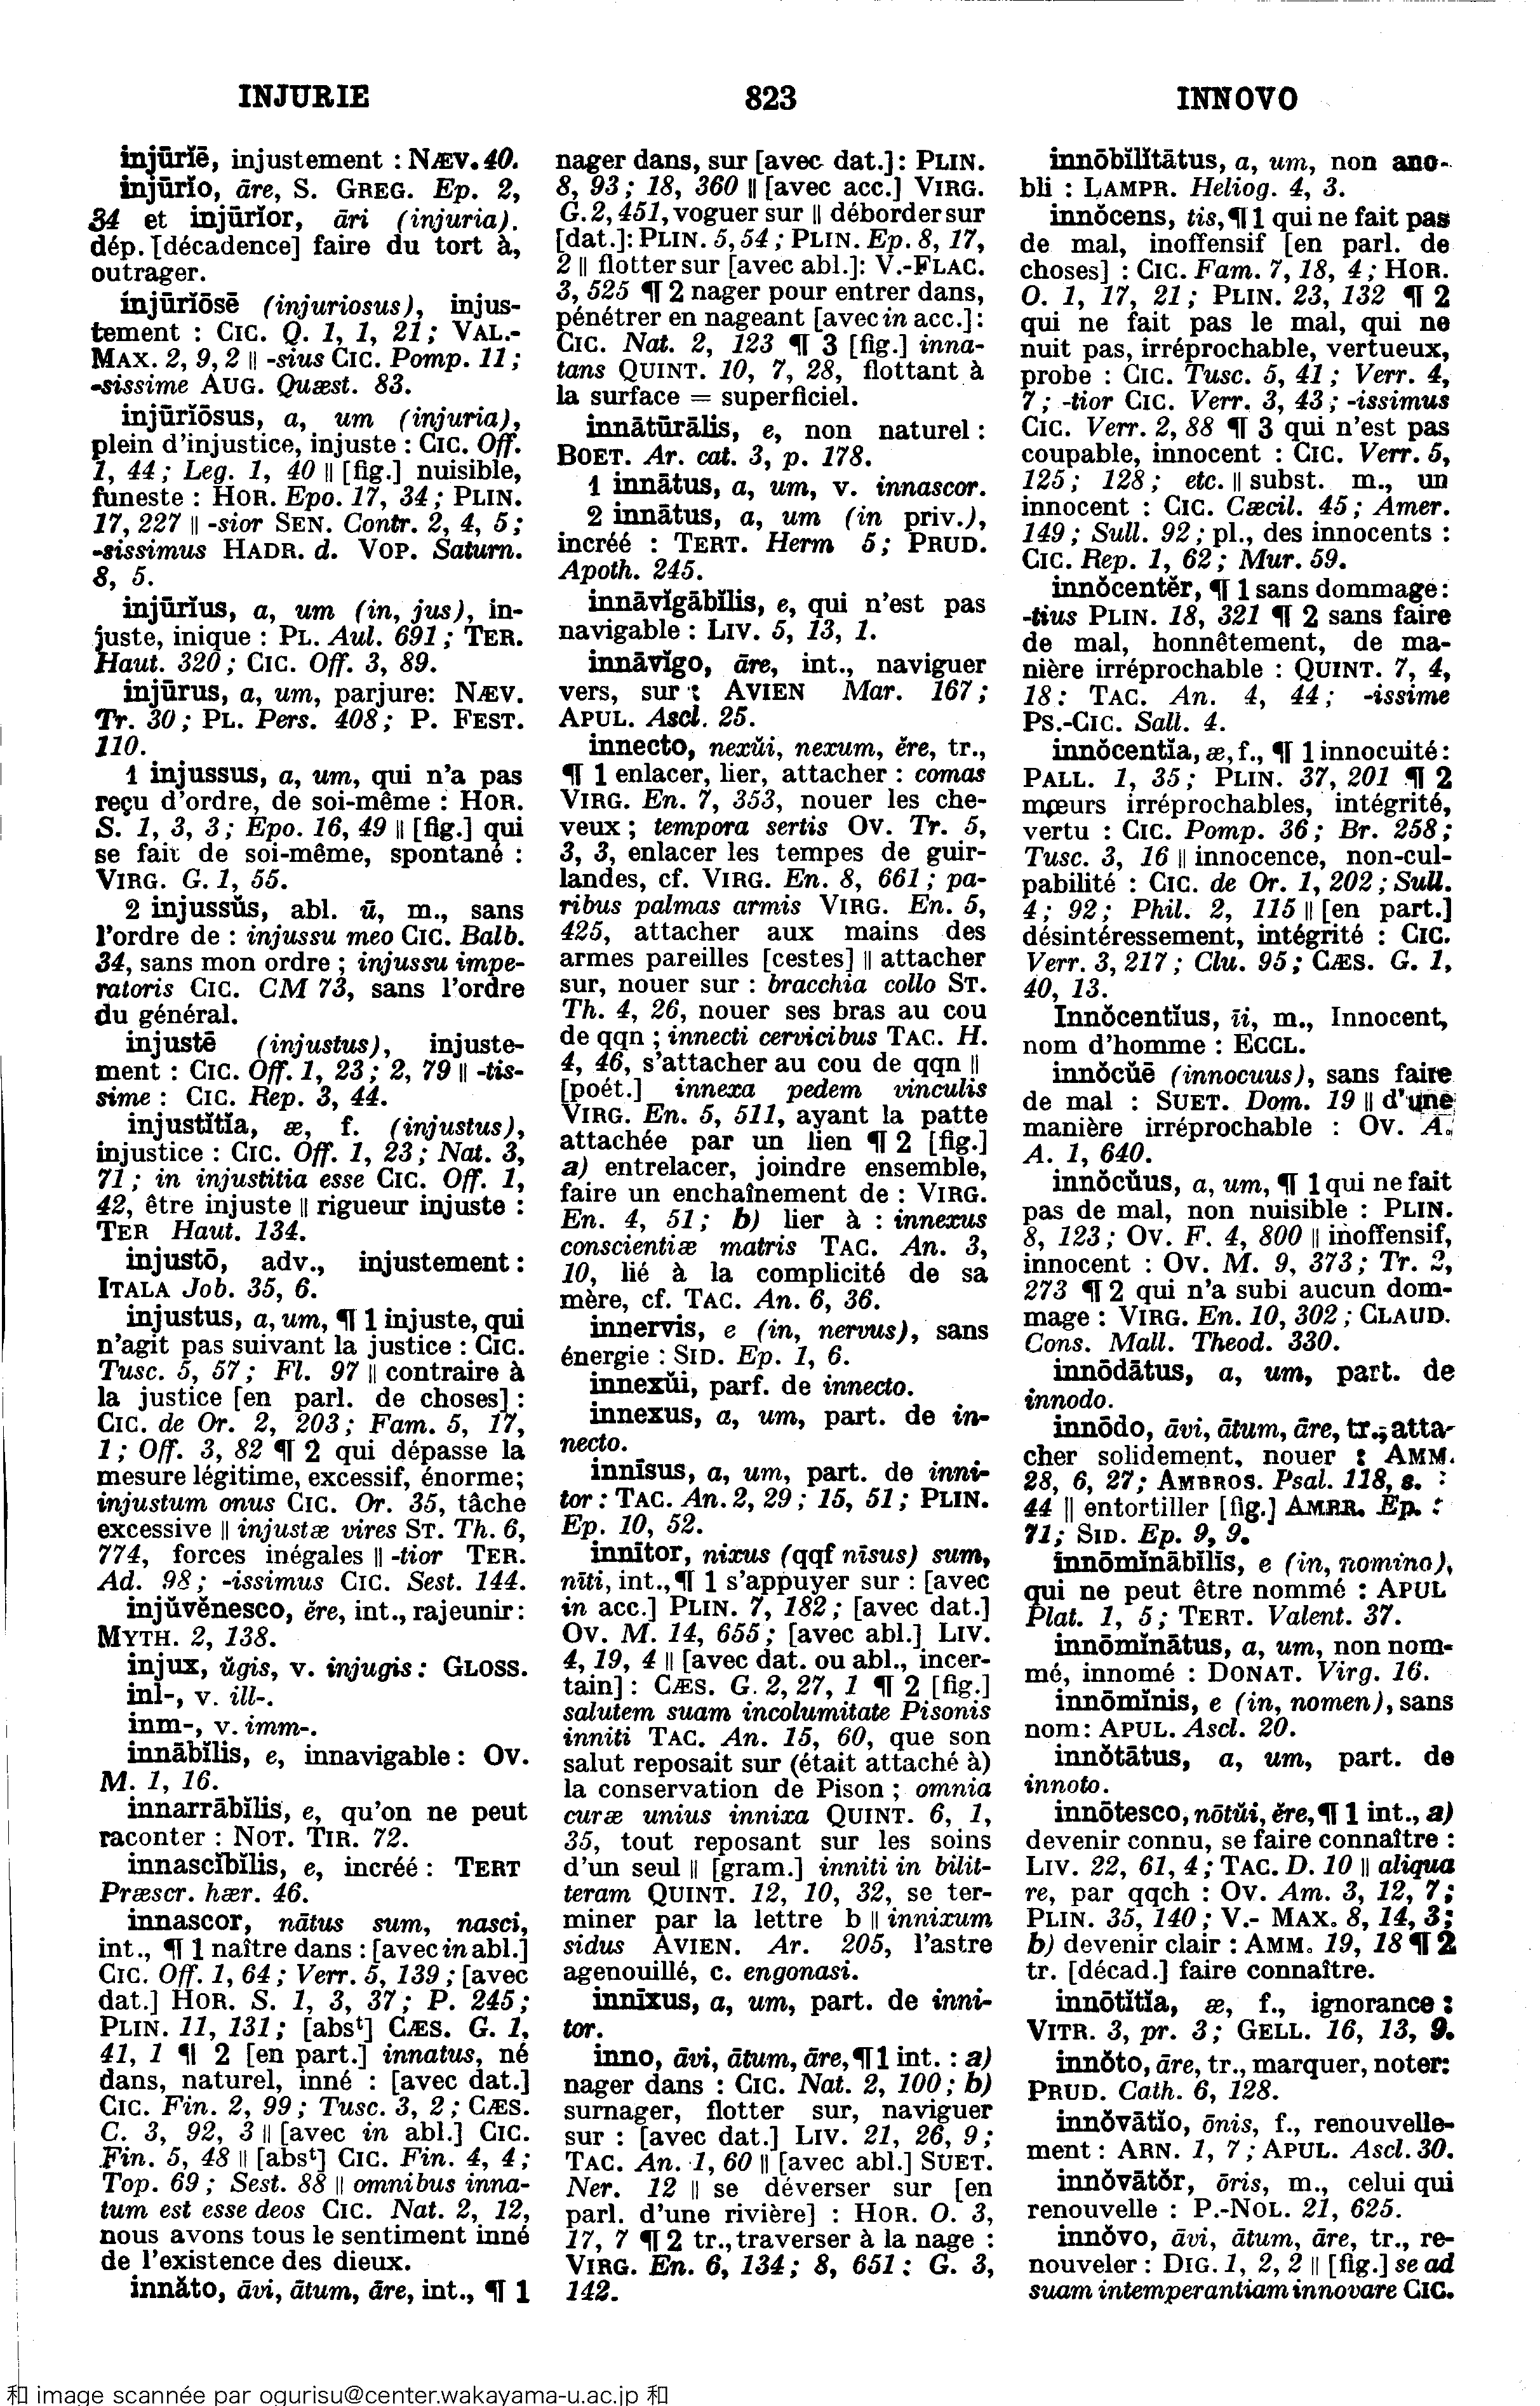 INJURIE
823
INNOVO
injūrĭē, injustement : NÆV. 40.
injūrĭo, āre, S. GREG. Ep. 2,
34 et injūrĭor, āri (injuria).
dép. [décadence] faire du tort à,
outrager.
injūrĭōsē (injuriosus), injus-
tement : CIC. Q. 1, 1, 21; VAL.-
MAX. 2, 9, 2 || -sius CIC. Pomp. 11;
-sissime AUG. Quæst. 83.
injūrĭōsus, a, um (injuria),
plein d'injustice, injuste : CIC. Off.
1, 44; Leg. 1, 40 || [fig.] nuisible,
funeste : HOR. Epo. 17, 34; PLIN.
17, 227 || -sior SEN. Contr. 2, 4, 5;
-sissimus HADR. d. VOP. Saturn.
8, 5.
injūrĭus, a, um (in, jus), in-
juste, inique : PL. Aul. 691; TER.
Haut. 320; CIC. Off. 3, 89.
injūrus, a, um, parjure: NÆV.
Tr. 30; PL. Pers. 408; P. FEST.
110.
1 injussus, a, um, qui n'a pas
reçu d'ordre, de soi-même : HOR.
S. 1, 3, 3; Epo. 16, 49 || [fig.] qui
se fait de soi-même, spontané :
VIRG. G. 1, 55.
2 injussŭs, abl. ū, m., sans
l'ordre de : injussu meo CIC. Balb.
34, sans mon ordre; injussu impe-
ratoris CIC. CM 73, sans l'ordre
du général.
injustē (injustus), injuste-
ment : CIC. Off. 1, 23; 2, 79 || -tis-
sime : CIC. Rep. 3, 44.
injustĭtĭa, æ, f. (injustus),
injustice : CIC. Off. 1, 23; Nat. 3,
71; in injustitia esse CIC. Off. 1,
42, être injuste || rigueur injuste :
TER Haut. 134.
injustō, adv., injustement :
ITALA Job. 35, 6.
injustus, a, um, ¶ 1 injuste, qui
n'agit pas suivant la justice : CIC.
Tusc. 5, 57; Fl. 97 || contraire à
la justice [en parl. de choses] :
CIC. de Or. 2, 203; Fam. 5, 17,
1; Off. 3, 82 ¶ 2 qui dépasse la
mesure légitime, excessif, énorme;
injustum onus CIC. Or. 35, tâche
excessive || injustæ vires ST. Th. 6,
774, forces inégales || -tior TER.
Ad. 98; -issimus CIC. Sest. 144.
injŭvĕnesco, ĕre, int., rajeunir:
MYTH. 2, 138.
injux, ŭgis, v. injugis: GLOSS.
inl-, v. ill-.
inm-, v. imm-.
innābĭlis, e, innavigable: OV.
M. 1, 16.
innarrābĭlis, e, qu'on ne peut
raconter : NOT. TIR. 72.
innascĭbĭlis, e, incréé : TERT
Præscr. hær. 46.
innascor, nātus sum, nasci,
int., ¶ 1 naître dans : [avec in abl.]
CIC. Off. 1, 64; Verr. 5, 139; [avec
dat.] HOR. S. 1, 3, 37; P. 245;
PLIN. 11, 131; [absᵗ] CÆS. G. 1,
41, 1 ¶ 2 [en part.] innatus, né
dans, naturel, inné : [avec dat.]
CIC. Fin. 2, 99; Tusc. 3, 2; CÆS.
C. 3, 92, 3 || [avec in abl.] CIC.
Fin. 5, 48 || [absᵗ] CIC. Fin. 4, 4;
Top. 69; Sest. 88 || omnibus inna-
tum est esse deos CIC. Nat. 2, 12,
nous avons tous le sentiment inné
de l'existence des dieux.
innăto, āvi, ātum, āre, int., ¶ 1
nager dans, sur [avec dat.]: PLIN.
8, 93; 18, 360 || [avec acc.] VIRG.
G. 2, 451, voguer sur || déborder sur
[dat.]: PLIN. 5, 54; PLIN. Ep. 8, 17,
2 || flotter sur [avec abl.]: V.-FLAC.
3, 525 ¶ 2 nager pour entrer dans,
pénétrer en nageant [avec in acc.]:
CIC. Nat. 2, 123 ¶ 3 [fig.] inna-
tans QUINT. 10, 7, 28, flottant à
la surface = superficiel.
innātūrālis, e, non naturel :
BOET. Ar. cat. 3, p. 178.
1 innātus, a, um, v. innascor.
2 innātus, a, um (in priv.),
incréé : TERT. Herm 5; PRUD.
Apoth. 245.
innāvĭgābĭlis, e, qui n'est pas
navigable : LIV. 5, 13, 1.
innāvĭgo, āre, int., naviguer
vers, sur : AVIEN Mar. 167;
APUL. Ascl. 25.
innecto, nexŭi, nexum, ĕre, tr.,
¶ 1 enlacer, lier, attacher : comas
VIRG. En. 7, 353, nouer les che-
veux; tempora sertis OV. Tr. 5,
3, 3, enlacer les tempes de guir-
landes, cf. VIRG. En. 8, 661; pa-
ribus palmas armis VIRG. En. 5,
425, attacher aux mains des
armes pareilles [cestes] || attacher
sur, nouer sur : bracchia collo ST.
Th. 4, 26, nouer ses bras au cou
de qqn; innecti cervicibus TAC. H.
4, 46, s'attacher au cou de qqn ||
[poét.] innexa pedem vinculis
VIRG. En. 5, 511, ayant la patte
attachée par un lien ¶ 2 [fig.]
a) entrelacer, joindre ensemble,
faire un enchaînement de : VIRG.
En. 4, 51; b) lier à : innexus
conscientiæ matris TAC. An. 3,
10, lié à la complicité de sa
mère, cf. TAC. An. 6, 36.
innervis, e (in, nervus), sans
énergie : SID. Ep. 1, 6.
innexŭi, parf. de innecto.
innexus, a, um, part. de in-
necto.
innīsus, a, um, part. de inni-
tor : TAC. An. 2, 29; 15, 51; PLIN.
Ep. 10, 52.
innītor, nixus (qqf nīsus) sum,
nīti, int., ¶ 1 s'appuyer sur : [avec
in acc.] PLIN. 7, 182; [avec dat.]
OV. M. 14, 655; [avec abl.] LIV.
4, 19, 4 || [avec dat. ou abl., incer-
tain] : CÆS. G. 2, 27, 1 ¶ 2 [fig.]
salutem suam incolumitate Pisonis
inniti TAC. An. 15, 60, que son
salut reposait sur (était attaché à)
la conservation de Pison; omnia
curæ unius innixa QUINT. 6, 1,
35, tout reposant sur les soins
d'un seul || [gram.] inniti in bilit-
teram QUINT. 12, 10, 32, se ter-
miner par la lettre b || innixum
sidus AVIEN. Ar. 205, l'astre
agenouillé, c. engonasi.
innixus, a, um, part. de inni-
tor.
inno, āvi, ātum, āre, ¶ 1 int. : a)
nager dans : CIC. Nat. 2, 100; b)
surnager, flotter sur, naviguer
sur : [avec dat.] LIV. 21, 26, 9;
TAC. An. 1, 60 || [avec abl.] SUET.
Ner. 12 || se déverser sur [en
parl. d'une rivière] : HOR. O. 3,
17, 7 ¶ 2 tr., traverser à la nage :
VIRG. En. 6, 134; 8, 651: G. 3,
142.
innōbĭlĭtātus, a, um, non ano-
bli : LAMPR. Heliog. 4, 3.
innŏcens, tis, ¶ 1 qui ne fait pas
de mal, inoffensif [en parl. de
choses] : CIC. Fam. 7, 18, 4; HOR.
O. 1, 17, 21; PLIN. 23, 132 ¶ 2
qui ne fait pas le mal, qui ne
nuit pas, irréprochable, vertueux,
probe : CIC. Tusc. 5, 41; Verr. 4,
7; -tior CIC. Verr. 3, 43; -issimus
CIC. Verr. 2, 88 ¶ 3 qui n'est pas
coupable, innocent : CIC. Verr. 5,
125; 128; etc. || subst. m., un
innocent : CIC. Cæcil. 45; Amer.
149; Sull. 92; pl., des innocents :
CIC. Rep. 1, 62; Mur. 59.
innŏcentĕr, ¶ 1 sans dommage:
-tius PLIN. 18, 321 ¶ 2 sans faire
de mal, honnêtement, de ma-
nière irréprochable : QUINT. 7, 4,
18: TAC. An. 4, 44; -issime
PS.-CIC. Sall. 4.
innŏcentĭa, æ, f., ¶ 1 innocuité:
PALL. 1, 35; PLIN. 37, 201 ¶ 2
mœurs irréprochables, intégrité,
vertu : CIC. Pomp. 36; Br. 258;
Tusc. 3, 16 || innocence, non-cul-
pabilité : CIC. de Or. 1, 202; Sull.
4; 92; Phil. 2, 115 || [en part.]
désintéressement, intégrité : CIC.
Verr. 3, 217; Clu. 95; CÆS. G. 1,
40, 13.
Innŏcentĭus, ĭi, m., Innocent,
nom d'homme : ECCL.
innŏcŭē (innocuus), sans faire
de mal : SUET. Dom. 19 || d'une
manière irréprochable : OV. A.
A. 1, 640.
innŏcŭus, a, um, ¶ 1 qui ne fait
pas de mal, non nuisible : PLIN.
8, 123; OV. F. 4, 800 || inoffensif,
innocent : OV. M. 9, 373; Tr. 2,
273 ¶ 2 qui n'a subi aucun dom-
mage : VIRG. En. 10, 302; CLAUD.
Cons. Mall. Theod. 330.
innōdātus, a, um, part. de
innodo.
innōdo, āvi, ātum, āre, tr., atta-
cher solidement, nouer : AMM.
28, 6, 27; AMBROS. Psal. 118, s.
44 || entortiller [fig.] AMBR. Ep.
71; SID. Ep. 9, 9.
innōmĭnābĭlis, e (in, nomino),
qui ne peut être nommé : APUL
Plat. 1, 5; TERT. Valent. 37.
innōmĭnātus, a, um, non nom-
mé, innomé : DONAT. Virg. 16.
innōmĭnis, e (in, nomen), sans
nom : APUL. Ascl. 20.
innŏtātus, a, um, part. de
innoto.
innōtesco, nōtŭi, ĕre, ¶ 1 int., a)
devenir connu, se faire connaître :
LIV. 22, 61, 4; TAC. D. 10 || aliqua
re, par qqch : OV. Am. 3, 12, 7;
PLIN. 35, 140; V.- MAX. 8, 14, 3;
b) devenir clair : AMM. 19, 18 ¶ 2
tr. [décad.] faire connaître.
innōtĭtĭa, æ, f., ignorance :
VITR. 3, pr. 3; GELL. 16, 13, 9.
innŏto, āre, tr., marquer, noter:
PRUD. Cath. 6, 128.
innŏvātĭo, ōnis, f., renouvelle-
ment : ARN. 1, 7; APUL. Ascl. 30.
innŏvātŏr, ōris, m., celui qui
renouvelle : P.-NOL. 21, 625.
innŏvo, āvi, ātum, āre, tr., re-
nouveler : DIG. 1, 2, 2 || [fig.] se ad
suam intemperantiam innovare CIC.
和 image scannée par ogurisu@center.wakayama-u.ac.jp 和